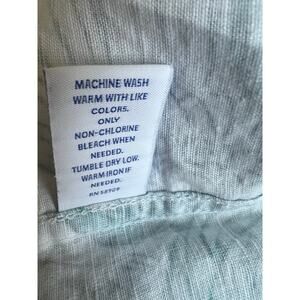 MACHINE WASH
WARM WITH LIKE
COLORS.
ONLY
NON-CHLORINE
BLEACH WHEN
NEEDED.
TUMBLE DRY LOW.
WARM IRON IF
NEEDED.
RN 52909